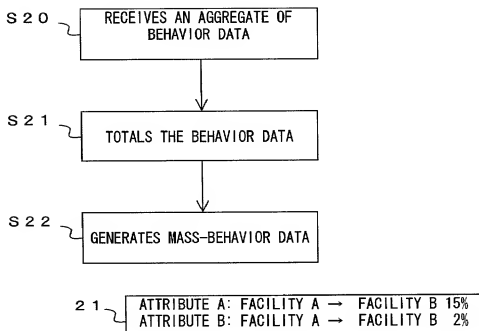 S20
RECEIVES AN AGGREGATE OF
BEHAVIOR DATA
S21
TOTALS THE BEHAVIOR DATA
S22
GENERATES MASS-BEHAVIOR DATA
21
ATTRIBUTE A: FACILITY A → FACILITY B 15%
ATTRIBUTE B: FACILITY A → FACILITY B 2%